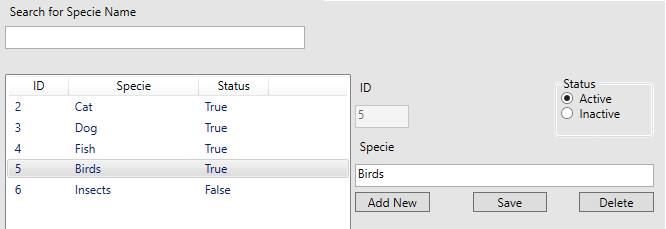 Search for Specie Name
ID Specie Status
2 Cat True
3 Dog True
4 Fish True
5 Birds True
6 Insects False
ID
5
Status
Active
Inactive
Specie
Birds
Add New Save Delete